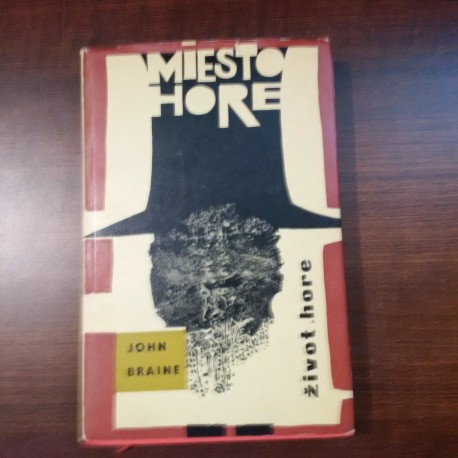 MIESTO
HORE
život hore
JOHN
BRAINE